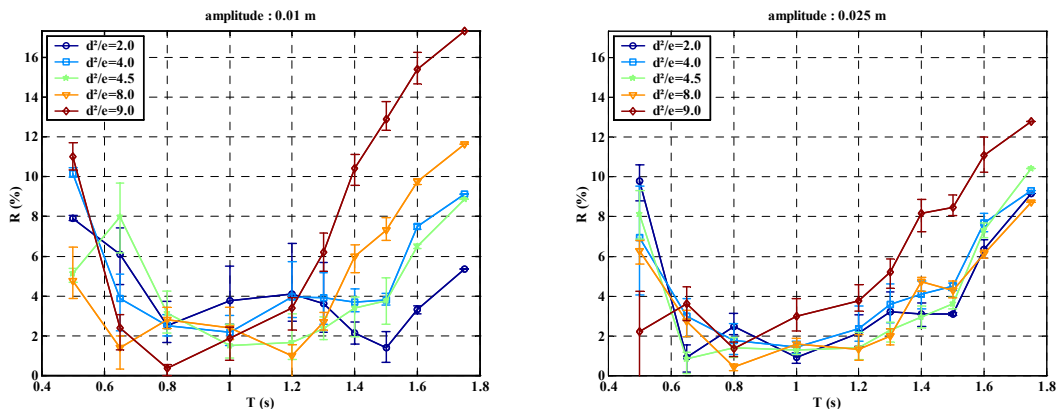 amplitude : 0.01 m
R (%)
16
14
12
10
8
6
4
2
0
d²/e=2.0
d²/e=4.0
d²/e=4.5
d²/e=8.0
d²/e=9.0
0.4 0.6 0.8 1 1.2 1.4 1.6 1.8
T (s)
amplitude : 0.025 m
R (%)
16
14
12
10
8
6
4
2
0
d²/e=2.0
d²/e=4.0
d²/e=4.5
d²/e=8.0
d²/e=9.0
0.4 0.6 0.8 1 1.2 1.4 1.6 1.8
T (s)